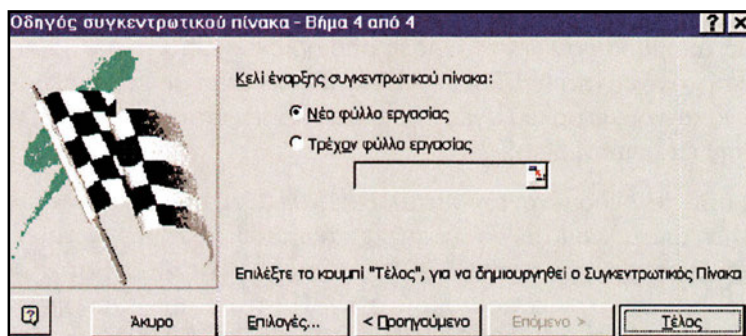 Οδηγός συγκεντρωτικού πίνακα - Βήμα 4 από 4
Κελί έναρξης συγκεντρωτικού πίνακα:
Νέο φύλλο εργασίας
Τρέχον φύλλο εργασίας
Επιλέξτε το κουμπί "Τέλος", για να δημιουργηθεί ο Συγκεντρωτικός Πίνακα
Άκυρο Επιλογές... < Προηγούμενο Επόμενο > Τέλος